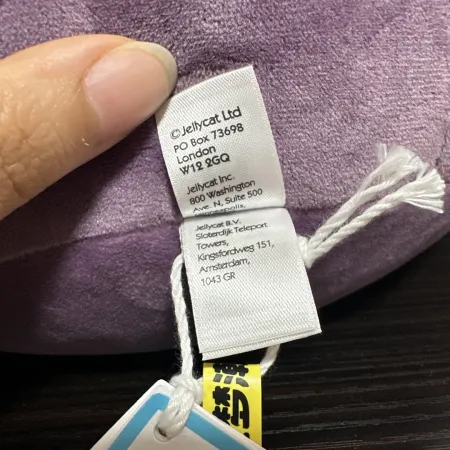 ©Jellycat Ltd
PO Box 73698
London
W12 2GQ
Jellycat Inc.
800 Washington
Ave. N, Suite 500
Jellycat B.V.
Sloterdijk Teleport
Towers,
Kingsfordweg 151,
Amsterdam,
1043 GR